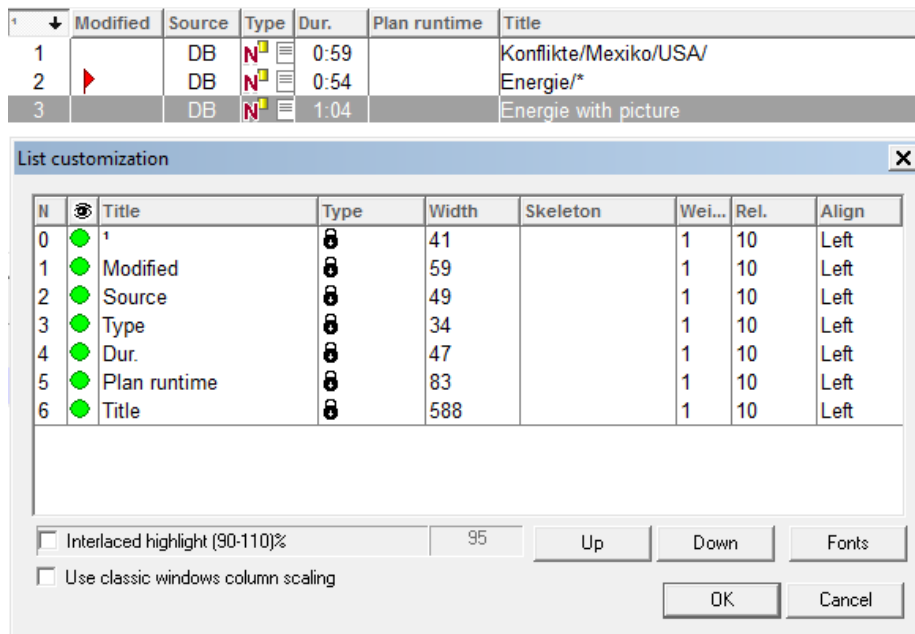 1 Modified Source Type Dur. Plan runtime Title
1 DB N 0:59 Konflikte/Mexiko/USA/
2 DB N 0:54 Energie/*
3 DB N 1:04 Energie with picture
List customization
N Title Type Width Skeleton Wei... Rel. Align
0 1 41 1 10 Left
1 Modified 59 1 10 Left
2 Source 49 1 10 Left
3 Type 34 1 10 Left
4 Dur. 47 1 10 Left
5 Plan runtime 83 1 10 Left
6 Title 588 1 10 Left
Interlaced highlight (90-110)% 95 Up Down Fonts
Use classic windows column scaling
OK Cancel